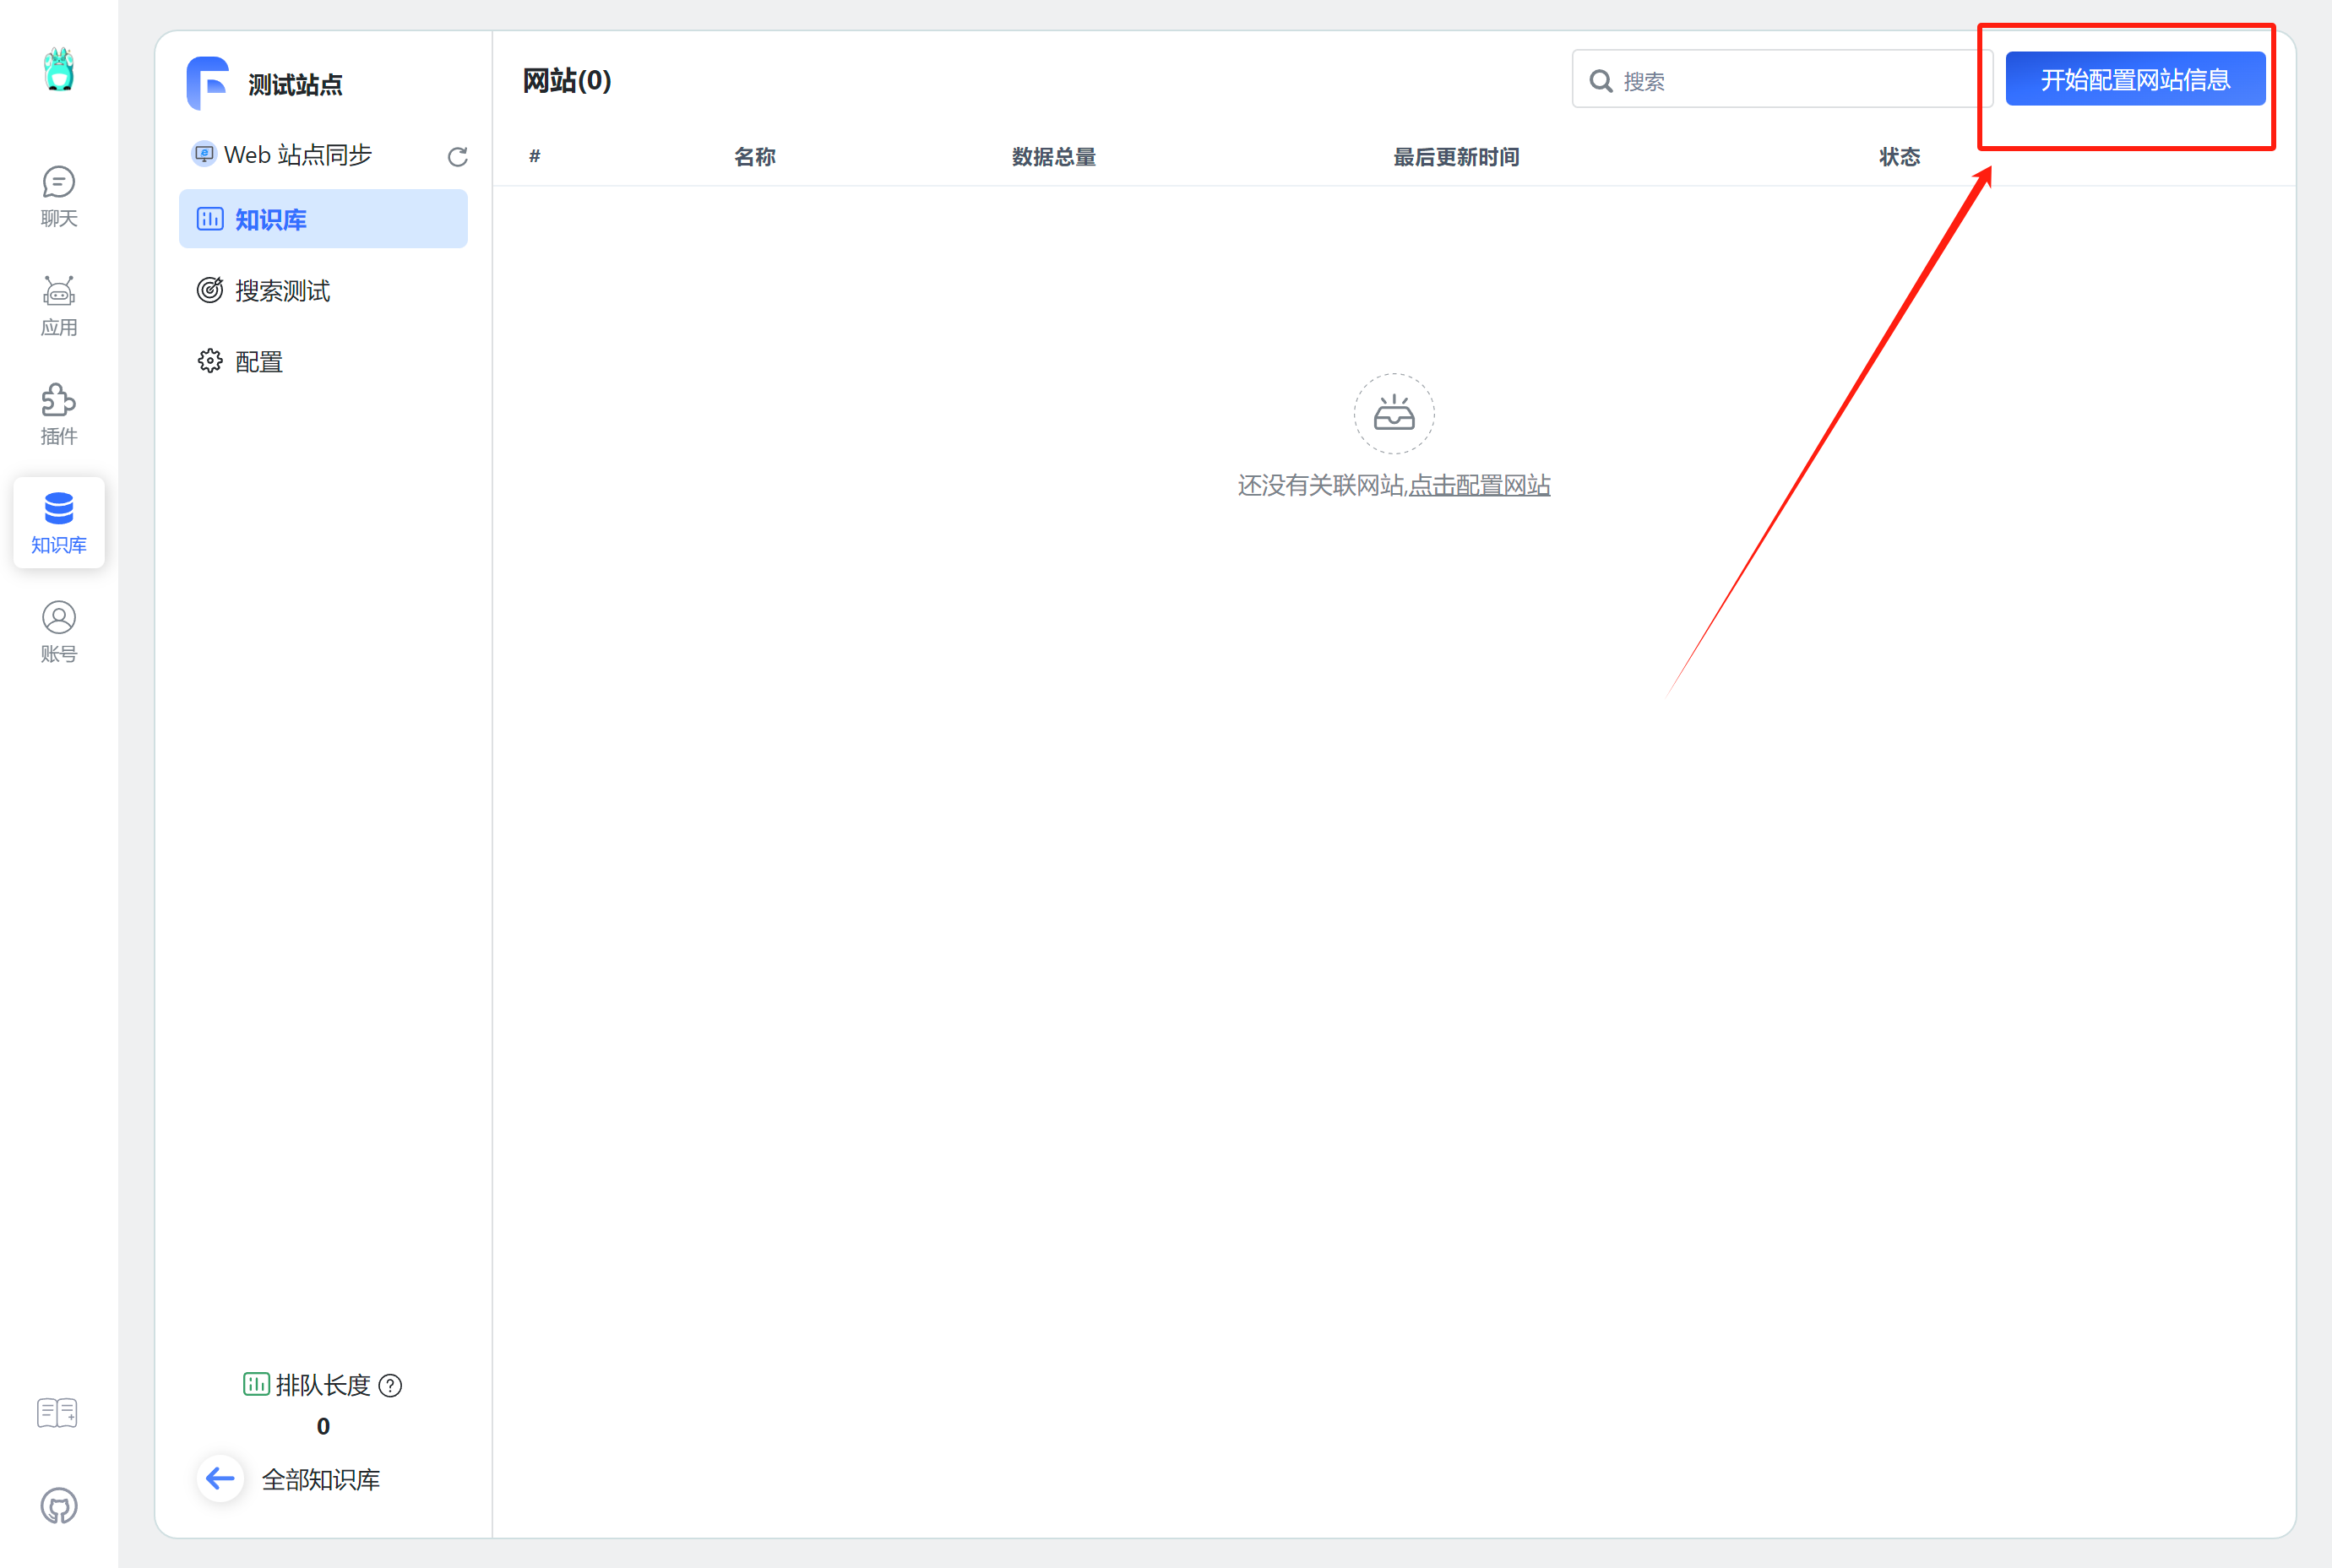 聊天
应用
插件
知识库
账号
测试站点
Web 站点同步
知识库
搜索测试
配置
排队长度
0
全部知识库
网站(0)
搜索
开始配置网站信息
# 名称 数据总量 最后更新时间 状态
还没有关联网站,点击配置网站